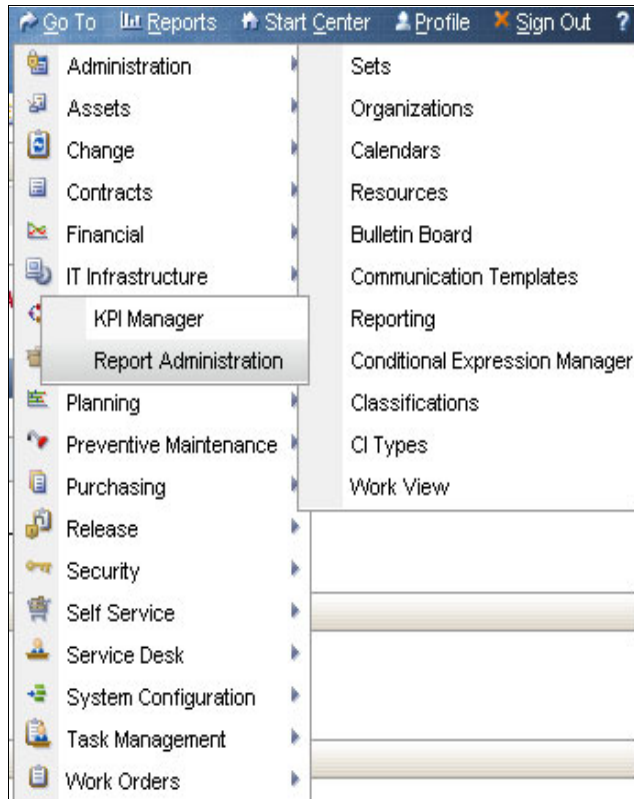 Go To Reports Start Center Profile Sign Out ?
Administration
Assets
Change
Contracts
Financial
IT Infrastructure
KPI Manager
Report Administration
Planning
Preventive Maintenance
Purchasing
Release
Security
Self Service
Service Desk
System Configuration
Task Management
Work Orders
Sets
Organizations
Calendars
Resources
Bulletin Board
Communication Templates
Reporting
Conditional Expression Manager
Classifications
CI Types
Work View